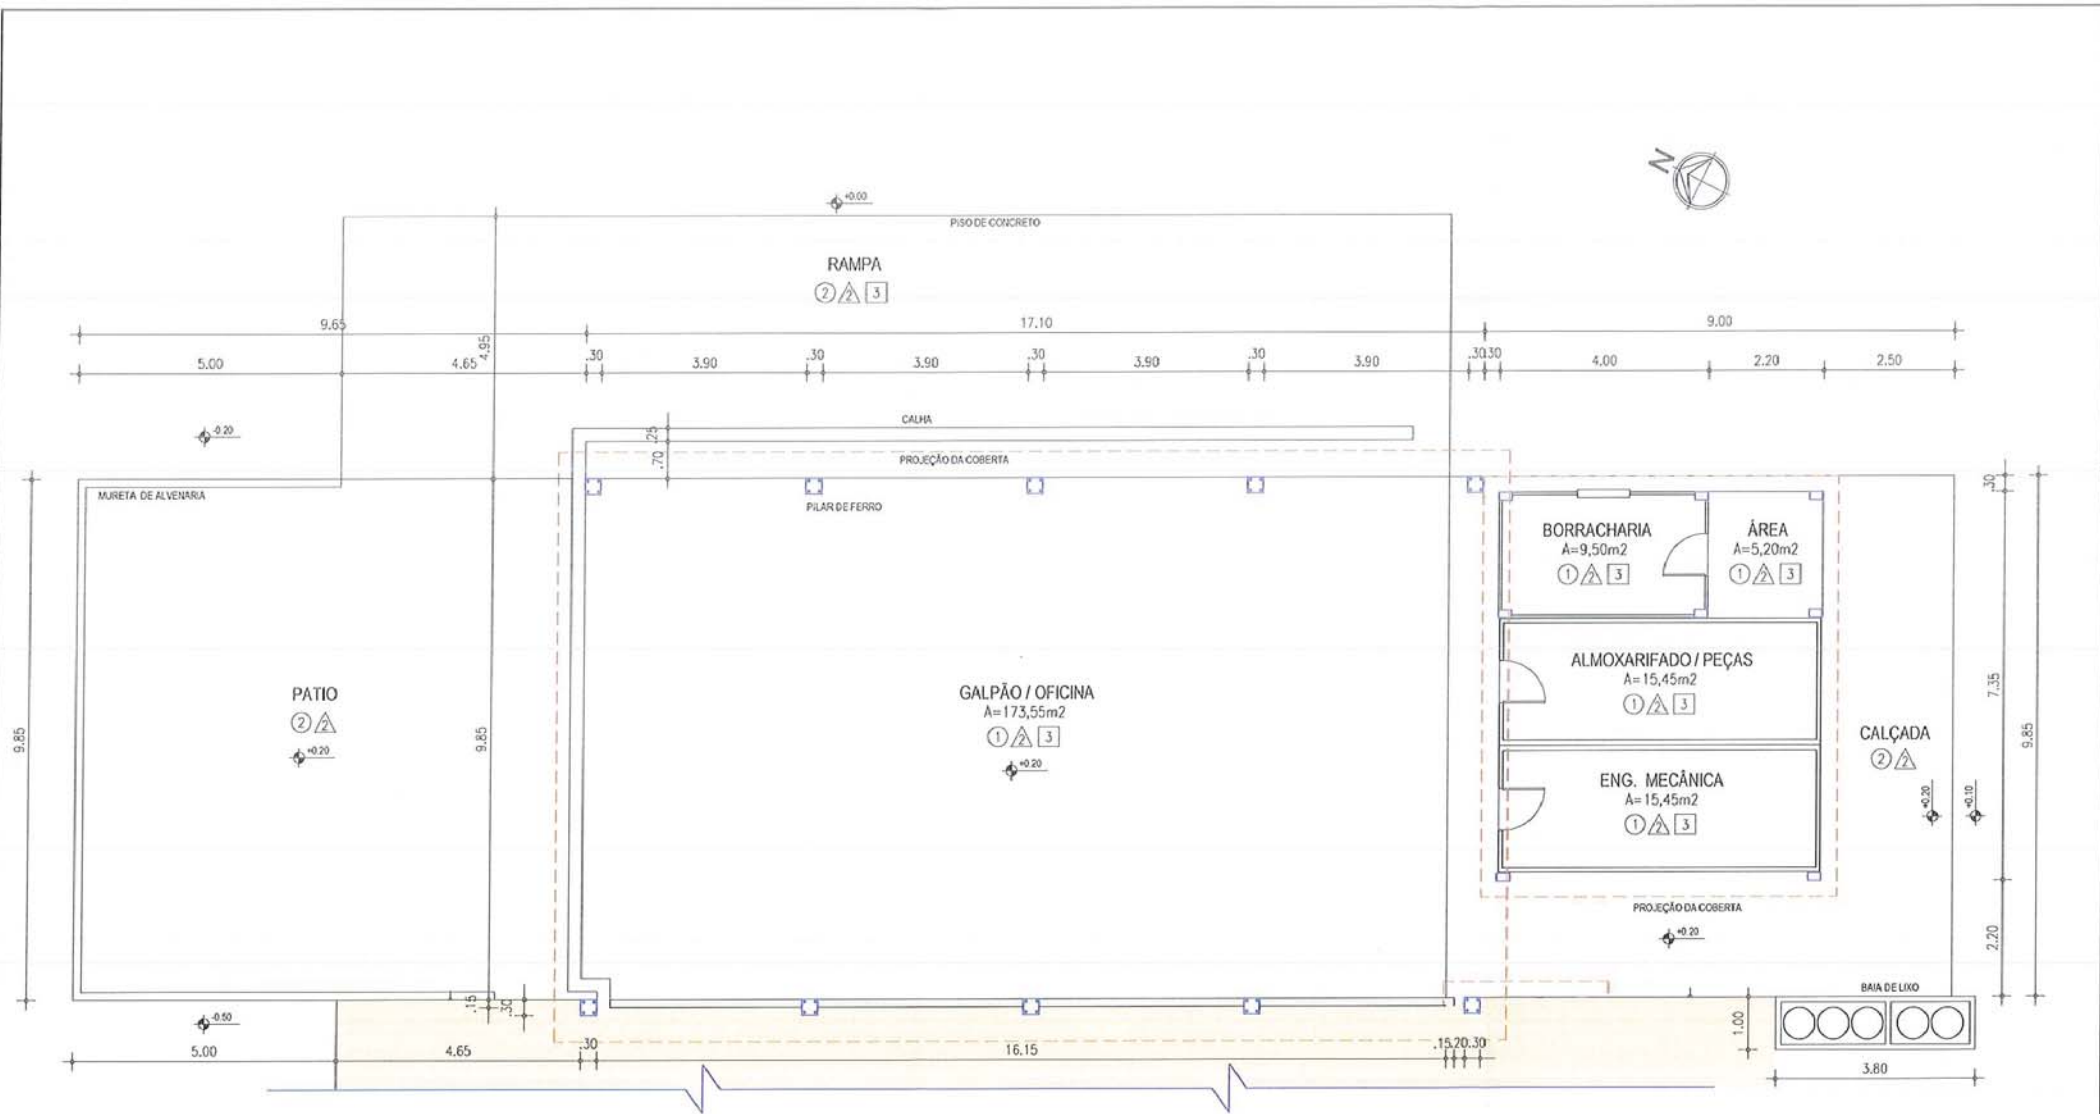 N
+0.00
PISO DE CONCRETO
RAMPA
2 2 3
9.65
17.10
9.00
4.95
5.00
4.65
.30
3.90
.30
3.90
.30
3.90
.30
3.90
.30.30
4.00
2.20
2.50
-0.20
CALHA
.25
.70
PROJEÇÃO DA COBERTA
MURETA DE ALVENARIA
PILAR DE FERRO
.30
BORRACHARIA
A=9,50m2
1 2 3
ÁREA
A=5,20m2
1 2 3
ALMOXARIFADO / PEÇAS
A=15,45m2
1 2 3
PATIO
2 2
+0.20
GALPÃO / OFICINA
A=173,55m2
1 2 3
+0.20
7.35
9.85
9.85
9.85
CALÇADA
2 2
ENG. MECÂNICA
A=15,45m2
1 2 3
+0.20
+0.10
PROJEÇÃO DA COBERTA
+0.20
2.20
BAIA DE LIXO
.15
.30
-0.50
1.00
5.00
4.65
.30
16.15
.15.20.30
3.80